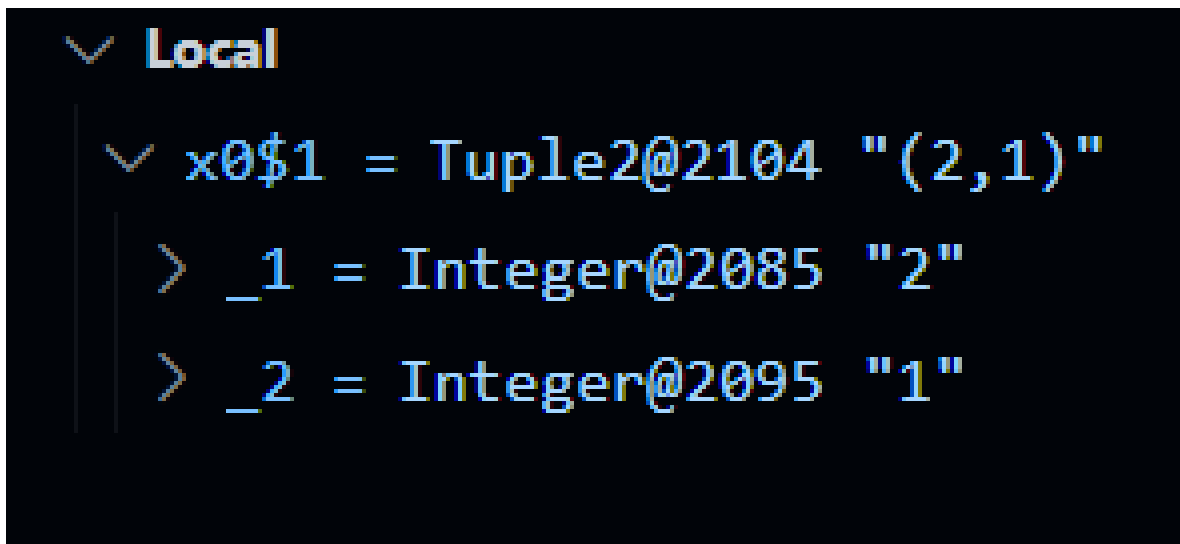 Local
x0$1 = Tuple2@2104 "(2,1)"
_1 = Integer@2085 "2"
_2 = Integer@2095 "1"